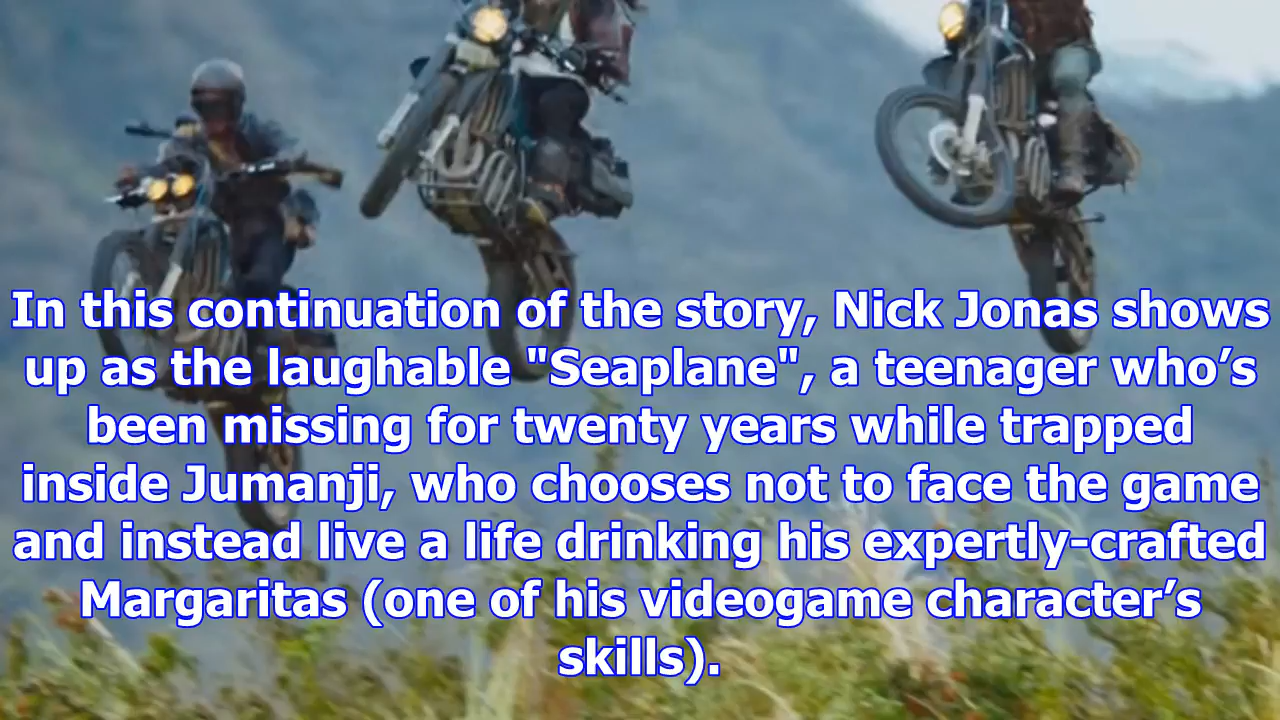 In this continuation of the story, Nick Jonas shows
up as the laughable "Seaplane", a teenager who’s
been missing for twenty years while trapped
inside Jumanji, who chooses not to face the game
and instead live a life drinking his expertly-crafted
Margaritas (one of his videogame character’s
skills).